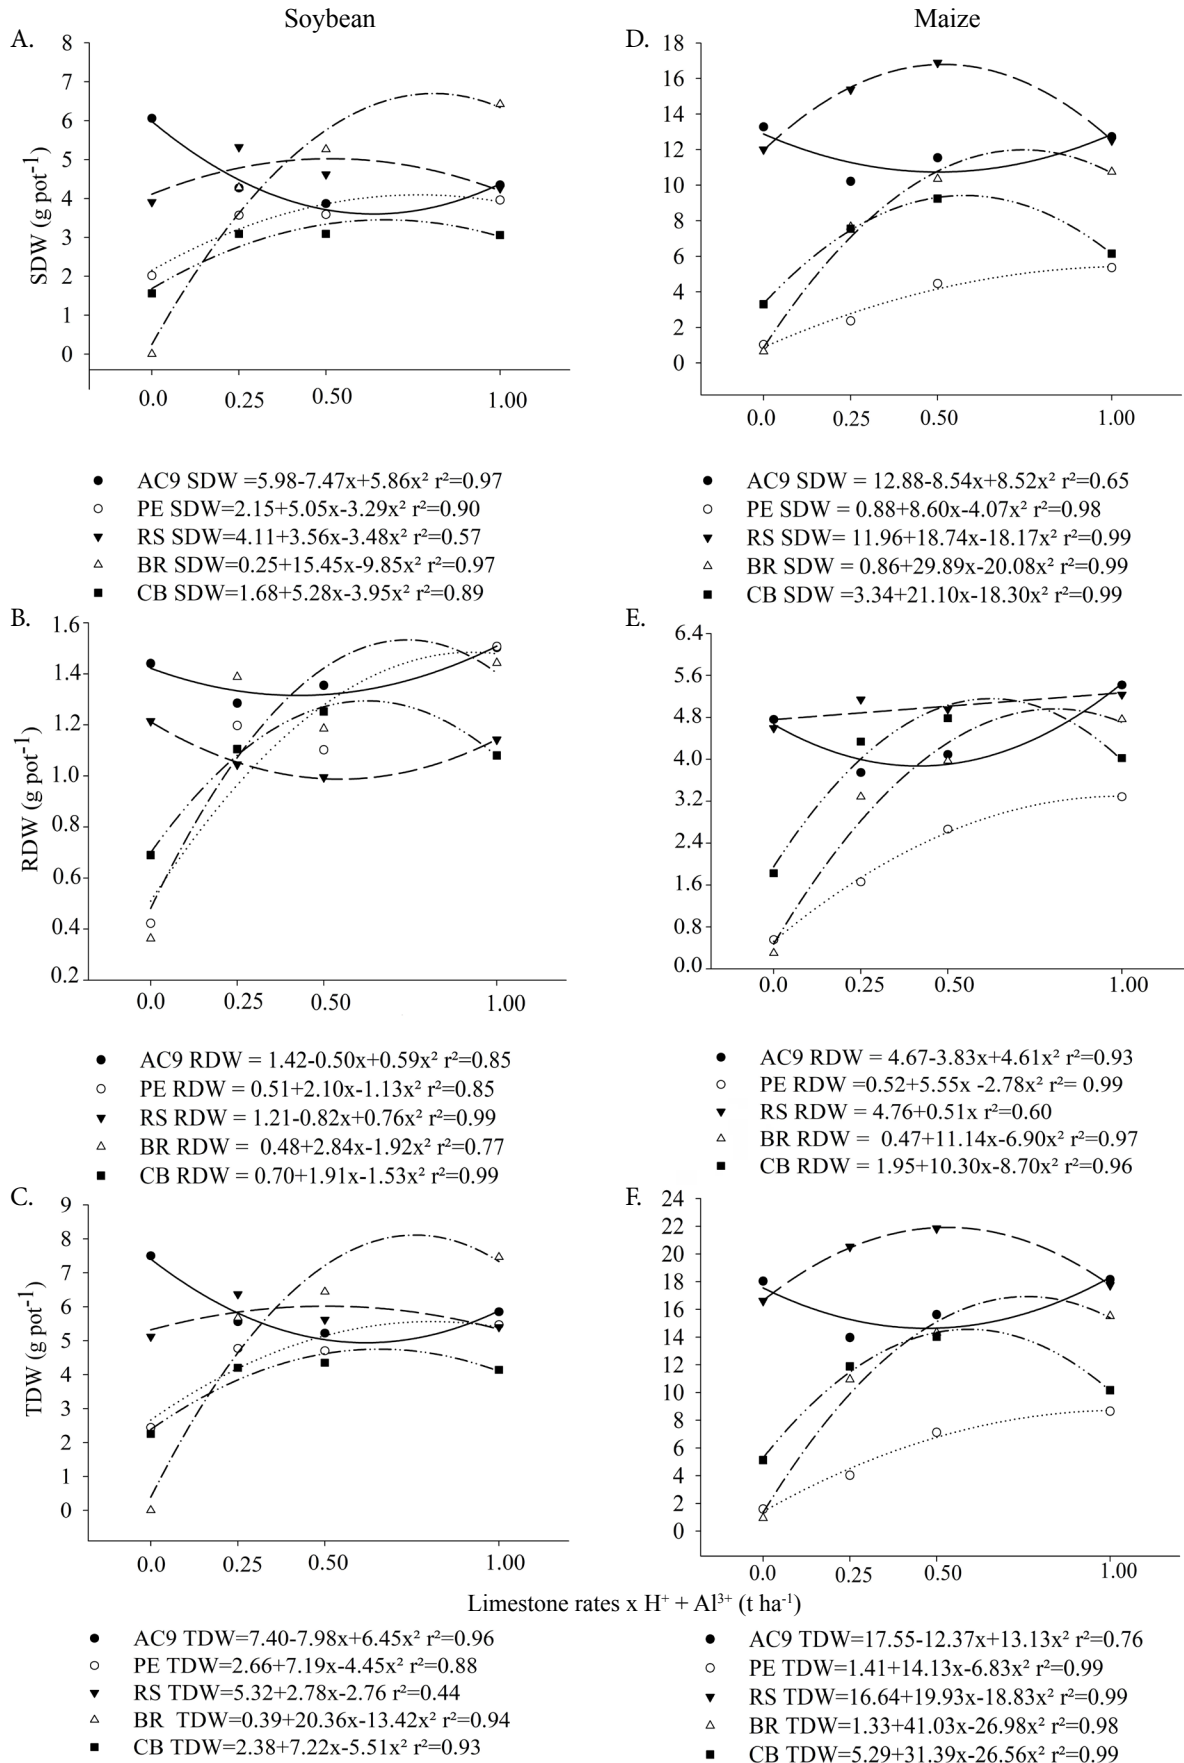 Soybean
A.
8
7
6
5
4
3
2
1
0
SDW (g pot⁻¹)
0.0 0.25 0.50 1.00
● AC9 SDW =5.98-7.47x+5.86x² r²=0.97
○ PE SDW=2.15+5.05x-3.29x² r²=0.90
▼ RS SDW=4.11+3.56x-3.48x² r²=0.57
△ BR SDW=0.25+15.45x-9.85x² r²=0.97
■ CB SDW=1.68+5.28x-3.95x² r²=0.89
Maize
D.
18
16
14
12
10
8
6
4
2
0
0.0 0.25 0.50 1.00
● AC9 SDW = 12.88-8.54x+8.52x² r²=0.65
○ PE SDW = 0.88+8.60x-4.07x² r²=0.98
▼ RS SDW= 11.96+18.74x-18.17x² r²=0.99
△ BR SDW = 0.86+29.89x-20.08x² r²=0.99
■ CB SDW =3.34+21.10x-18.30x² r²=0.99
B.
1.6
1.4
1.2
1.0
0.8
0.6
0.4
0.2
RDW (g pot⁻¹)
0.0 0.25 0.50 1.00
● AC9 RDW = 1.42-0.50x+0.59x² r²=0.85
○ PE RDW = 0.51+2.10x-1.13x² r²=0.85
▼ RS RDW = 1.21-0.82x+0.76x² r²=0.99
△ BR RDW = 0.48+2.84x-1.92x² r²=0.77
■ CB RDW = 0.70+1.91x-1.53x² r²=0.99
E.
6.4
5.6
4.8
4.0
3.2
2.4
1.6
0.8
0.0
0.0 0.25 0.50 1.00
● AC9 RDW = 4.67-3.83x+4.61x² r²=0.93
○ PE RDW =0.52+5.55x -2.78x² r²= 0.99
▼ RS RDW = 4.76+0.51x r²=0.60
△ BR RDW = 0.47+11.14x-6.90x² r²=0.97
■ CB RDW = 1.95+10.30x-8.70x² r²=0.96
C.
9
8
7
6
5
4
3
2
1
0
TDW (g pot⁻¹)
0.0 0.25 0.50 1.00
F.
24
22
20
18
16
14
12
10
8
6
4
2
0
0.0 0.25 0.50 1.00
Limestone rates x H⁺ + Al³⁺ (t ha⁻¹)
● AC9 TDW=7.40-7.98x+6.45x² r²=0.96
○ PE TDW=2.66+7.19x-4.45x² r²=0.88
▼ RS TDW=5.32+2.78x-2.76 r²=0.44
△ BR TDW=0.39+20.36x-13.42x² r²=0.94
■ CB TDW=2.38+7.22x-5.51x² r²=0.93
● AC9 TDW=17.55-12.37x+13.13x² r²=0.76
○ PE TDW=1.41+14.13x-6.83x² r²=0.99
▼ RS TDW=16.64+19.93x-18.83x² r²=0.99
△ BR TDW=1.33+41.03x-26.98x² r²=0.98
■ CB TDW=5.29+31.39x-26.56x² r²=0.99